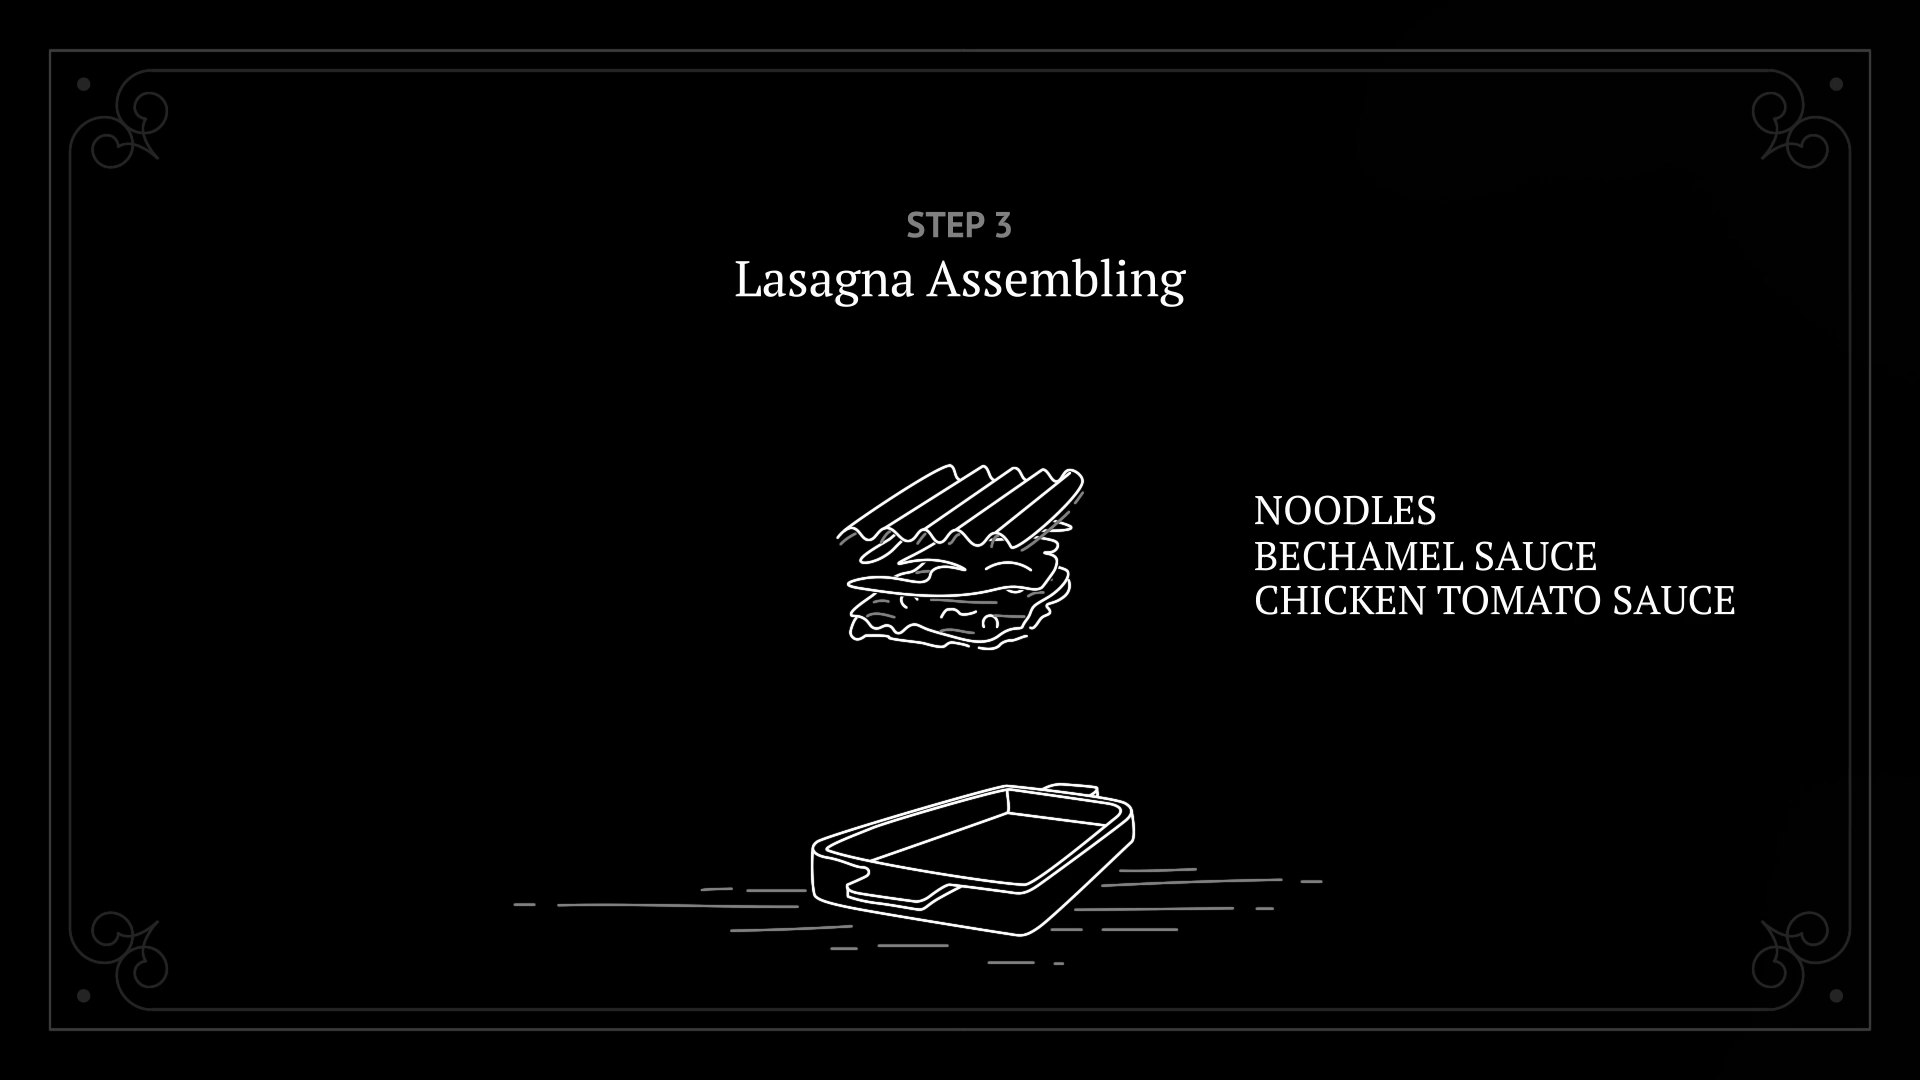 STEP 3
Lasagna Assembling
NOODLES
BECHAMEL SAUCE
CHICKEN TOMATO SAUCE